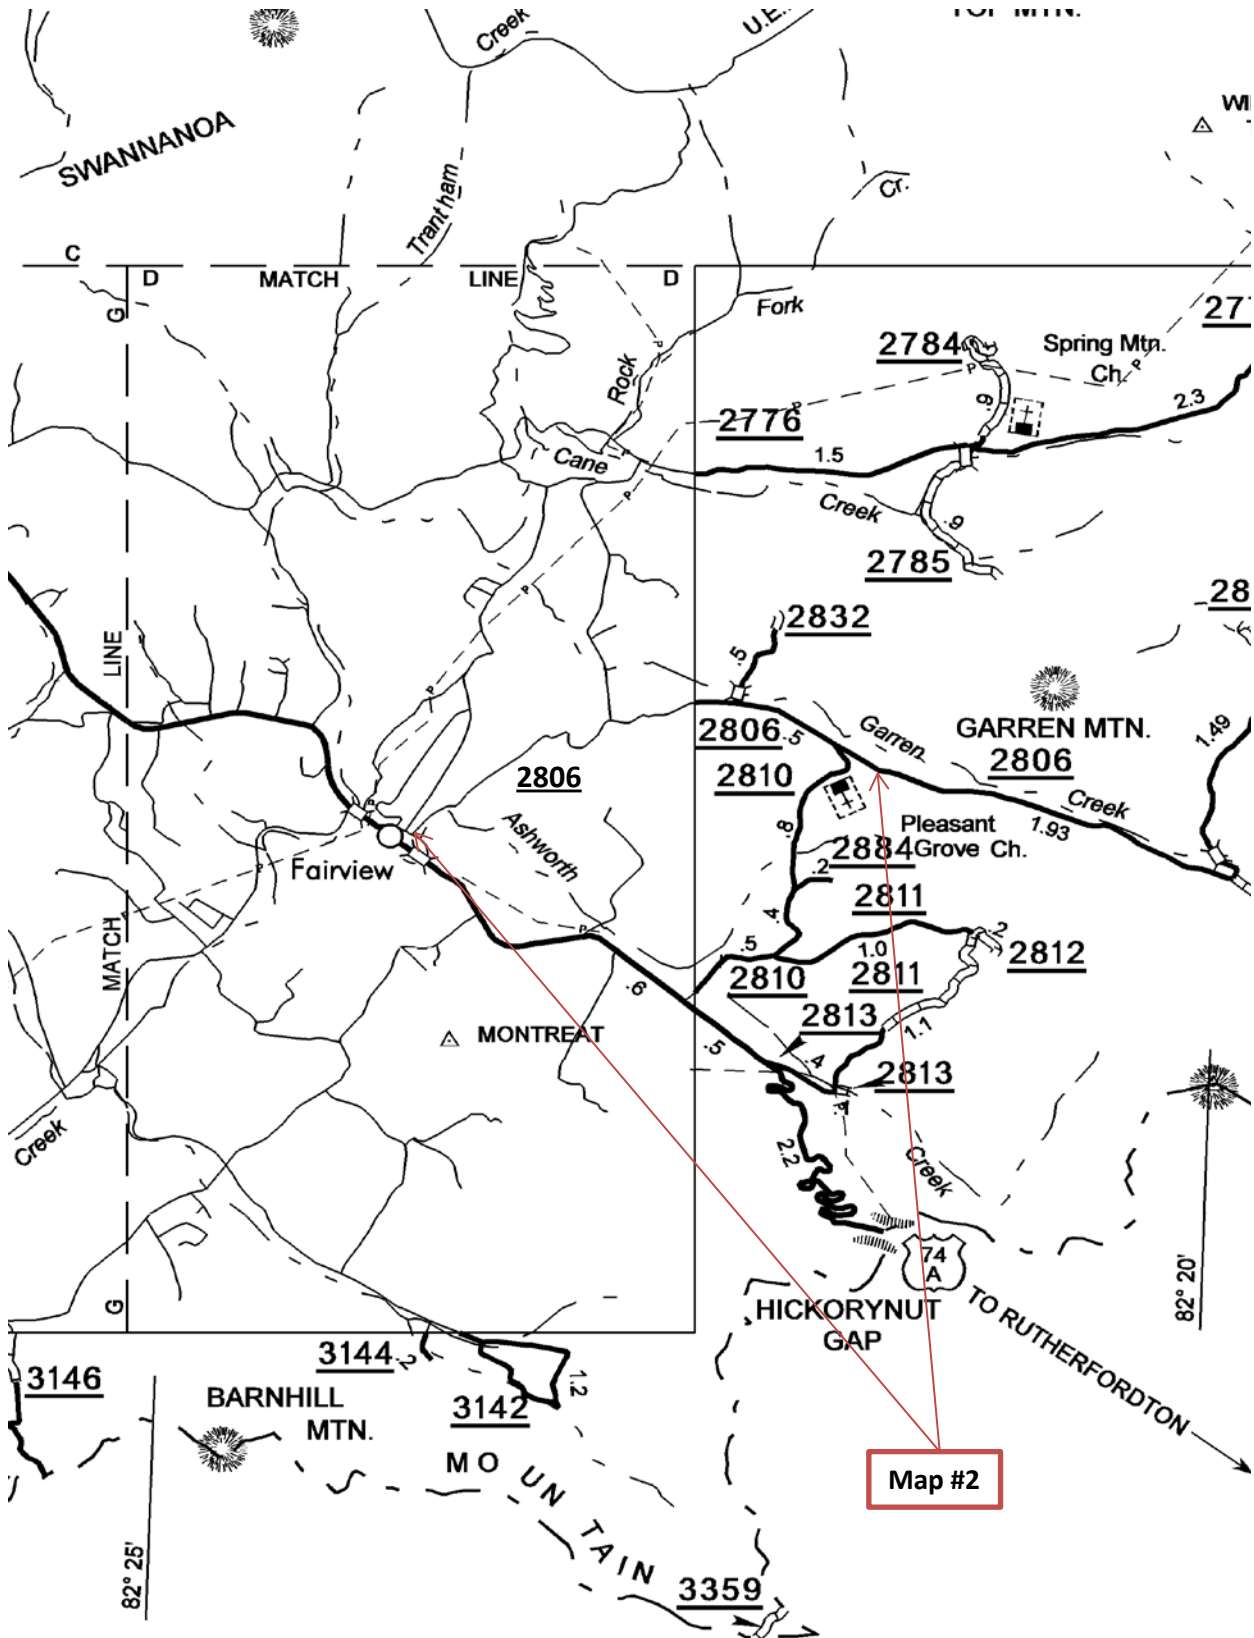 TOP MTN.
Creek
U.E.
SWANNANOA
Trantham
Cr.
C
D
MATCH
LINE
D
G
Fork
Rock
2784
Spring Mtn.
Ch.
P
P
P
P
.9
2.3
2776
1.5
Cane
Creek
P
.9
2785
P
2832
.5
LINE
P
2806
.5
Garren
GARREN MTN.
2806
1.49
2810
2806
Creek
1.93
Ashworth
.8
Pleasant
Grove Ch.
2884
.2
Fairview
P
P
2811
.4
MATCH
P
P
.5
1.0
.2
2812
2810
2811
.6
1.1
MONTREAT
.5
2813
.4
2813
.1
P
Creek
2.2
Creek
74
A
82° 20'
G
HICKORYNUT
GAP
TO RUTHERFORDTON
3144
.2
3146
1.2
BARNHILL
MTN.
3142
MOUNTAIN
Map #2
82° 25'
3359